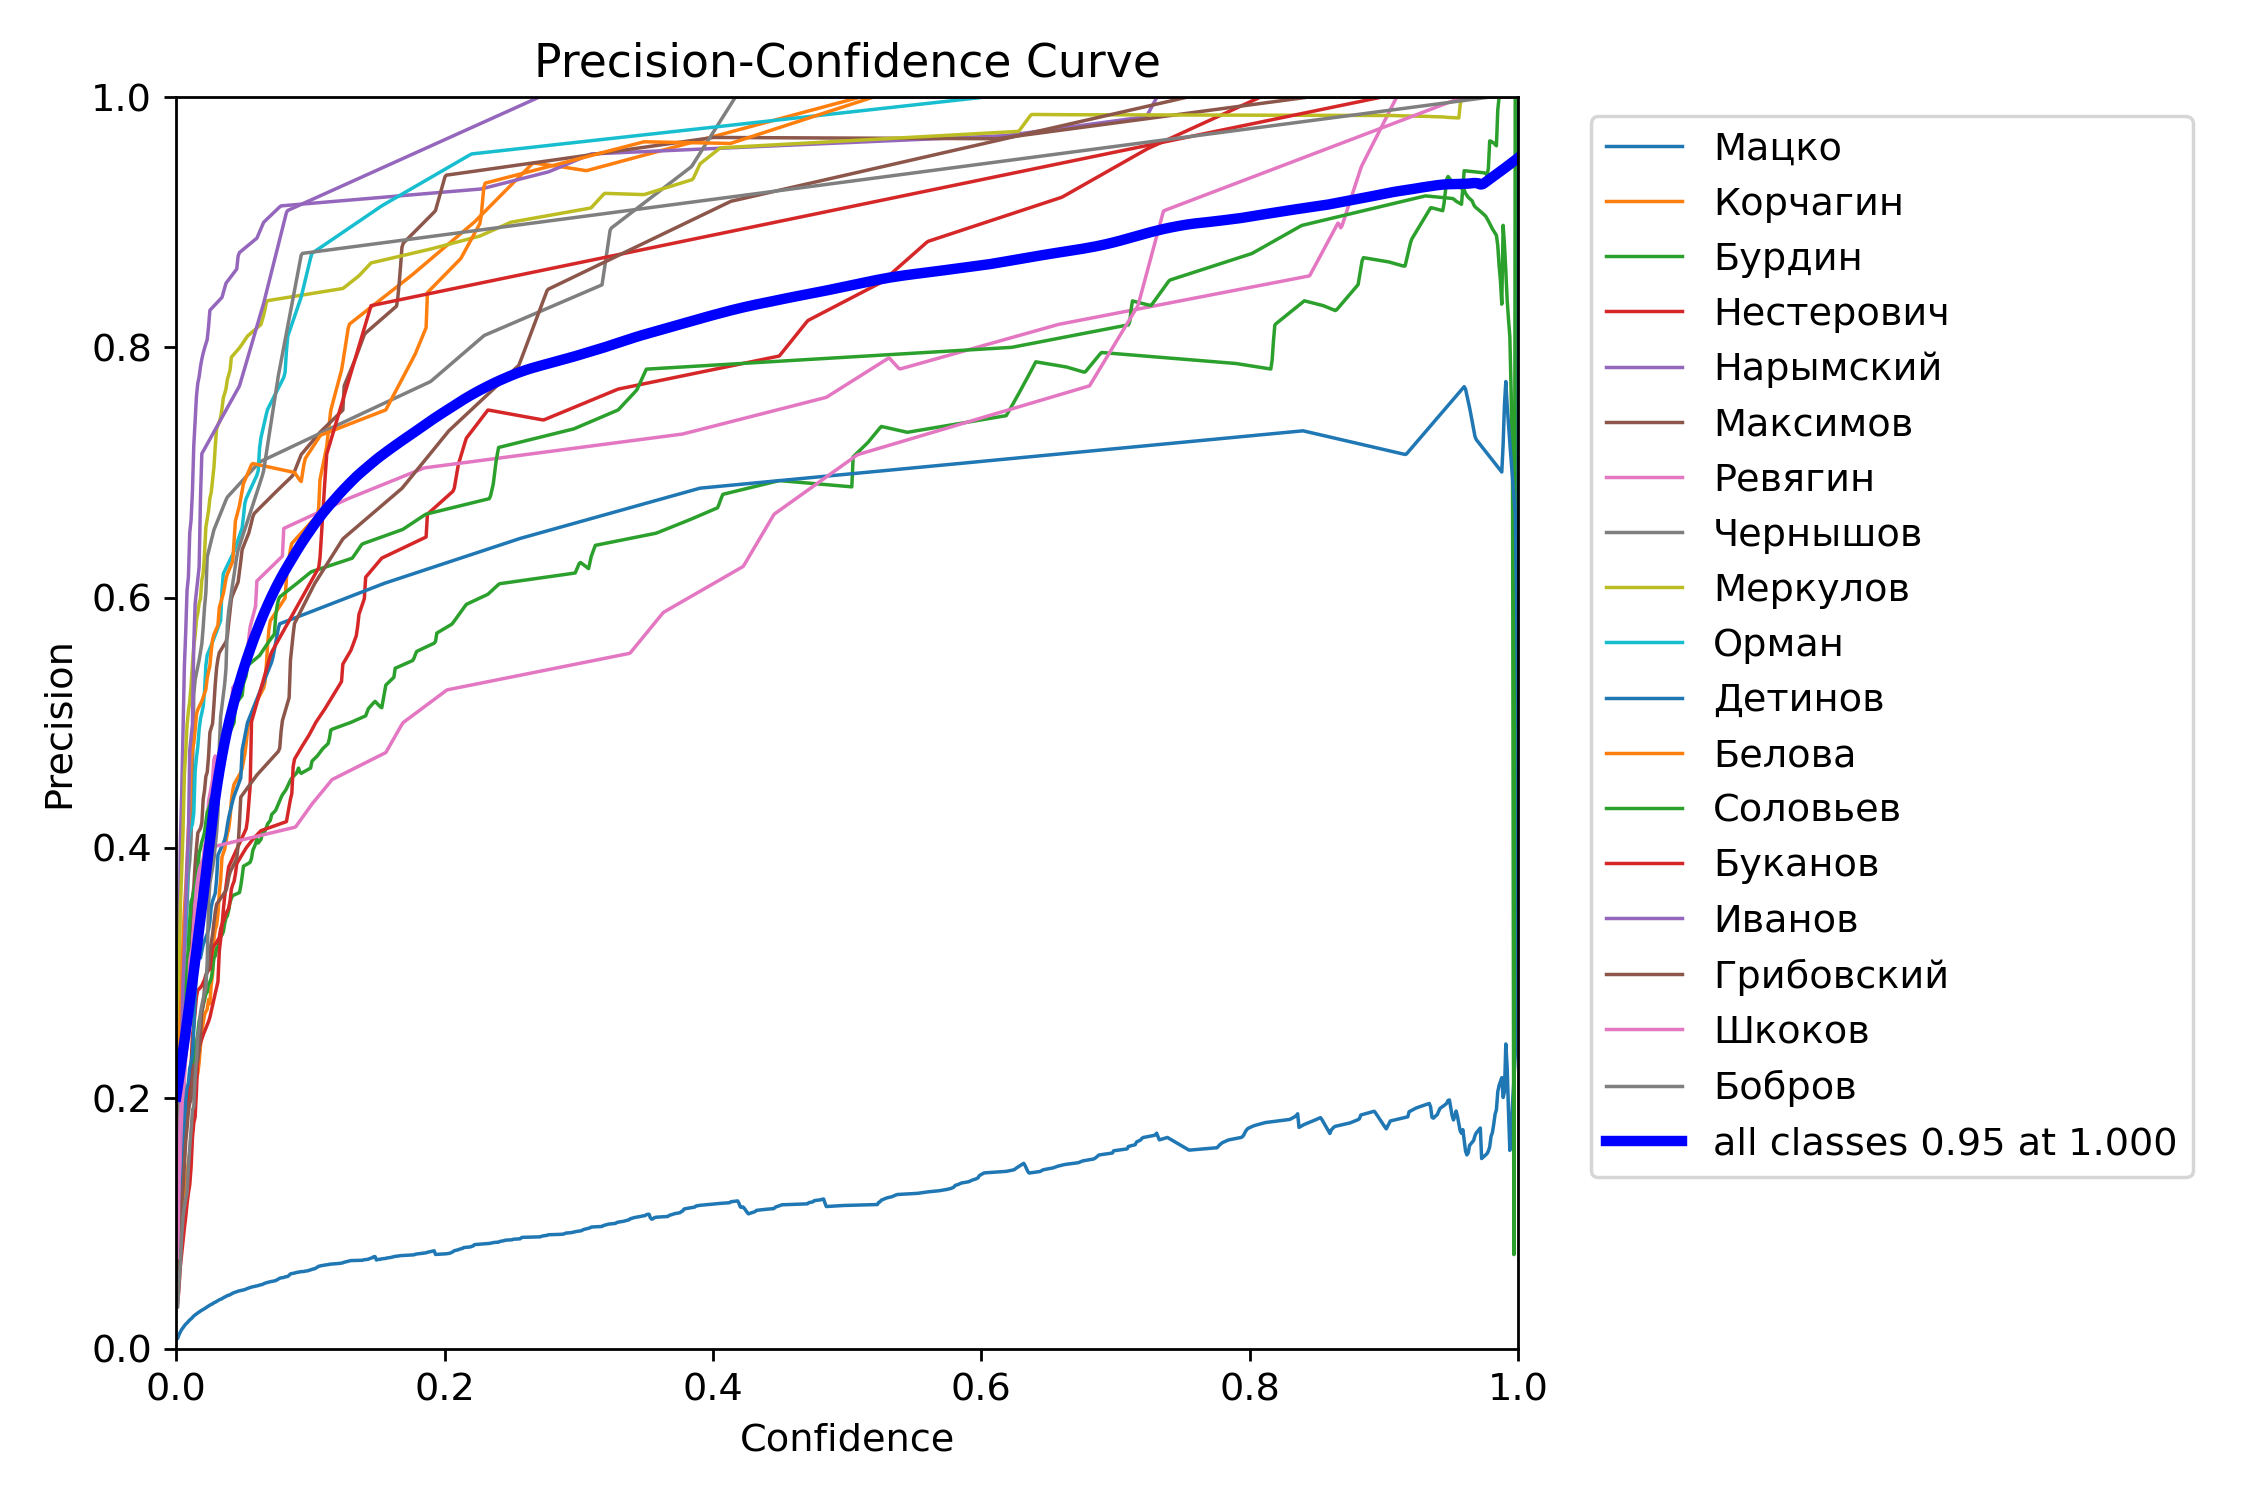 Precision-Confidence Curve
1.0
0.8
0.6
0.4
0.2
0.0
Precision
0.0 0.2 0.4 0.6 0.8 1.0
Confidence
Мацко
Корчагин
Бурдин
Нестерович
Нарымский
Максимов
Ревягин
Чернышов
Меркулов
Орман
Детинов
Белова
Соловьев
Буканов
Иванов
Грибовский
Шкоков
Бобров
all classes 0.95 at 1.000